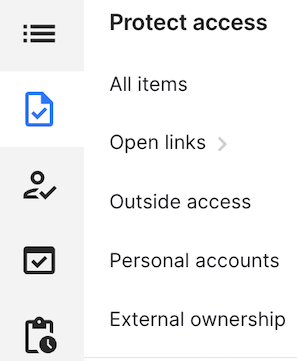 Protect access
All items
Open links
Outside access
Personal accounts
External ownership